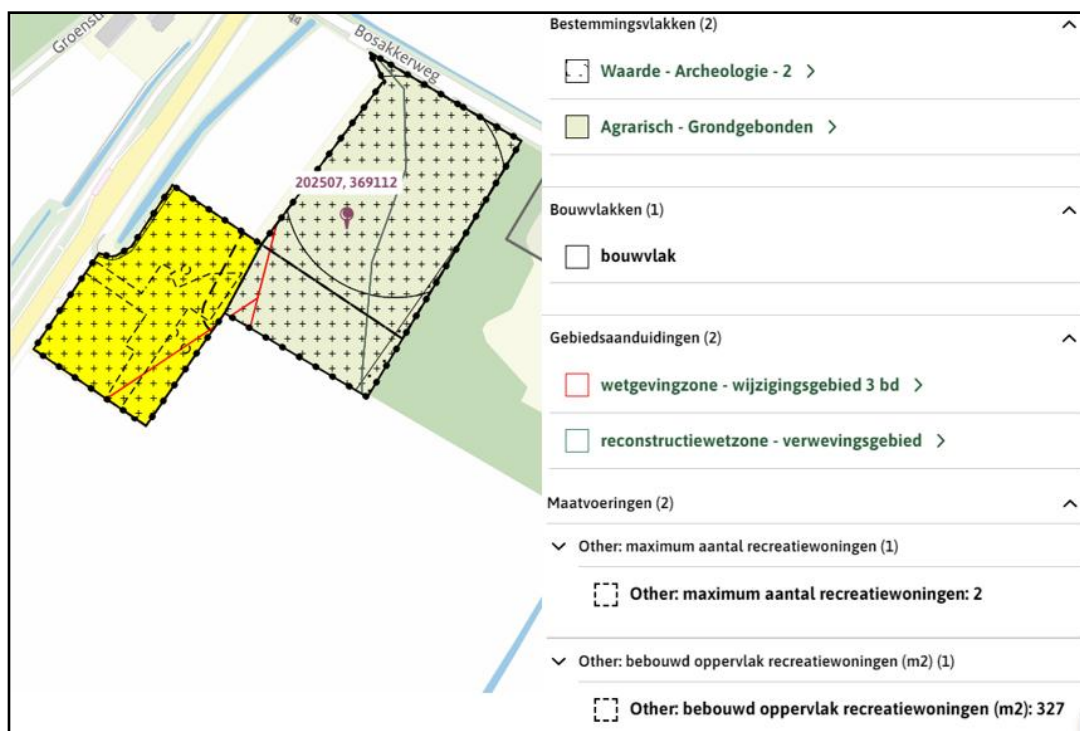 Groenstr
44
Bosakkerweg
202507, 369112
Bestemmingsvlakken (2)
Waarde - Archeologie - 2
Agrarisch - Grondgebonden
Bouwvlakken (1)
bouwvlak
Gebiedsaanduidingen (2)
wetgevingzone - wijzigingsgebied 3 bd
reconstructiewetzone - verwevingsgebied
Maatvoeringen (2)
Other: maximum aantal recreatiewoningen (1)
Other: maximum aantal recreatiewoningen: 2
Other: bebouwd oppervlak recreatiewoningen (m2) (1)
Other: bebouwd oppervlak recreatiewoningen (m2): 327